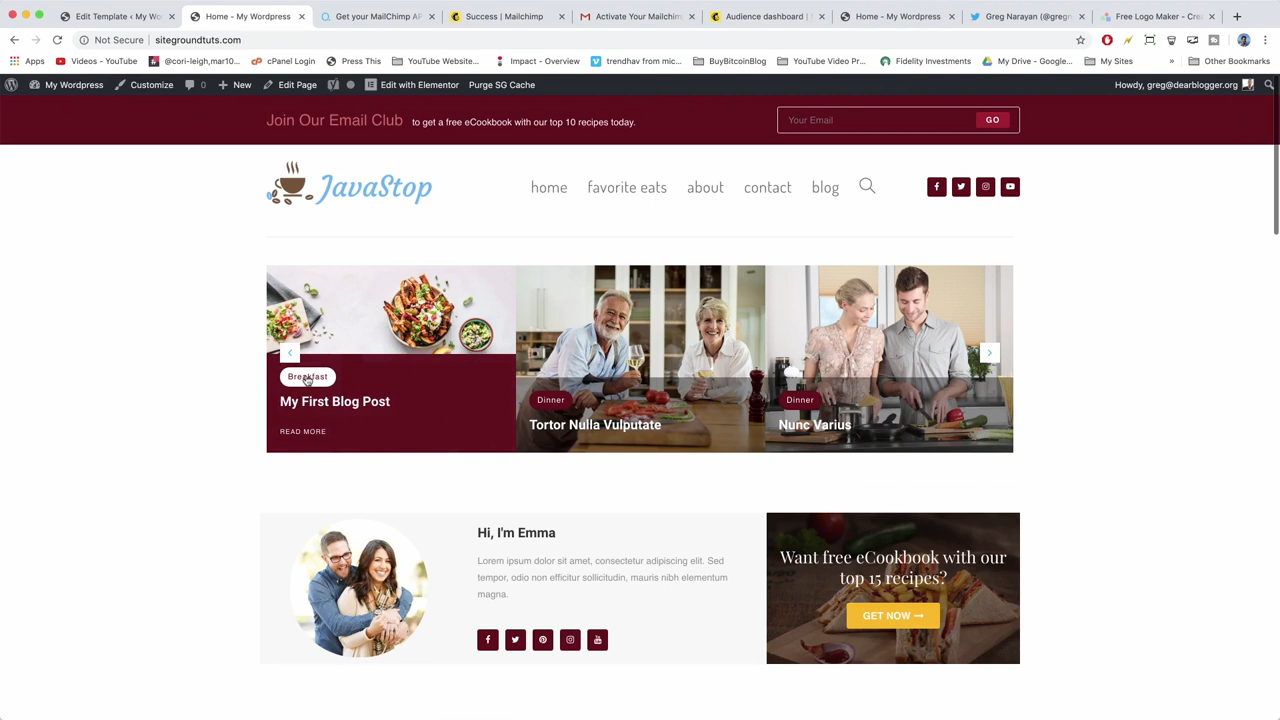 Edit Template ‹ My Wo
Home - My Wordpress
Get your MailChimp AP
Success | Mailchimp
Activate Your Mailchim
Audience dashboard |
Home - My Wordpress
Greg Narayan (@greg
Free Logo Maker - Cre
Not Secure | sitegroundtuts.com
Apps
Videos - YouTube
@cori-leigh,mar10...
cPanel Login
Press This
YouTube Website...
Impact - Overview
trendhav from mic...
BuyBitcoinBlog
YouTube Video Pr...
Fidelity Investments
My Drive - Google...
My Sites
»
Other Bookmarks
My Wordpress
Customize
0
+ New
Edit Page
Edit with Elementor
Purge SG Cache
Howdy, greg@dearblogger.org
Join Our Email Club to get a free eCookbook with our top 10 recipes today.
Your Email
GO
JavaStop
home
favorite eats
about
contact
blog
Breakfast
My First Blog Post
READ MORE
Dinner
Tortor Nulla Vulputate
Dinner
Nunc Varius
Hi, I'm Emma
Lorem ipsum dolor sit amet, consectetur adipiscing elit. Sed
tempor, odio non efficitur sollicitudin, mauris nibh elementum
magna.
Want free eCookbook with our
top 15 recipes?
GET NOW →